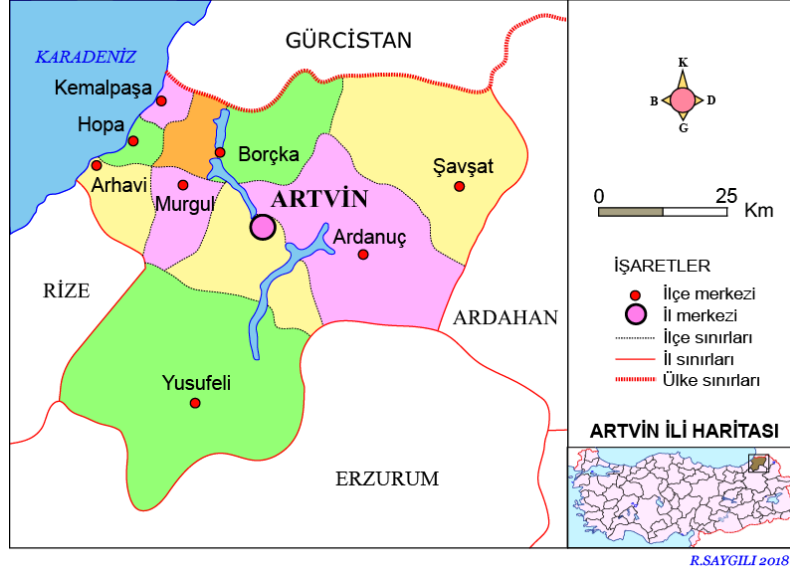 GÜRCİSTAN
KARADENİZ
Kemalpaşa
Hopa
Borçka
Arhavi
Murgul
Şavşat
ARTVİN
Ardanuç
RİZE
ARDAHAN
Yusufeli
ERZURUM
K
B D
G
0 25
Km
İŞARETLER
İlçe merkezi
İl merkezi
İlçe sınırları
İl sınırları
Ülke sınırları
ARTVİN İLİ HARİTASI
R.SAYGILI 2018